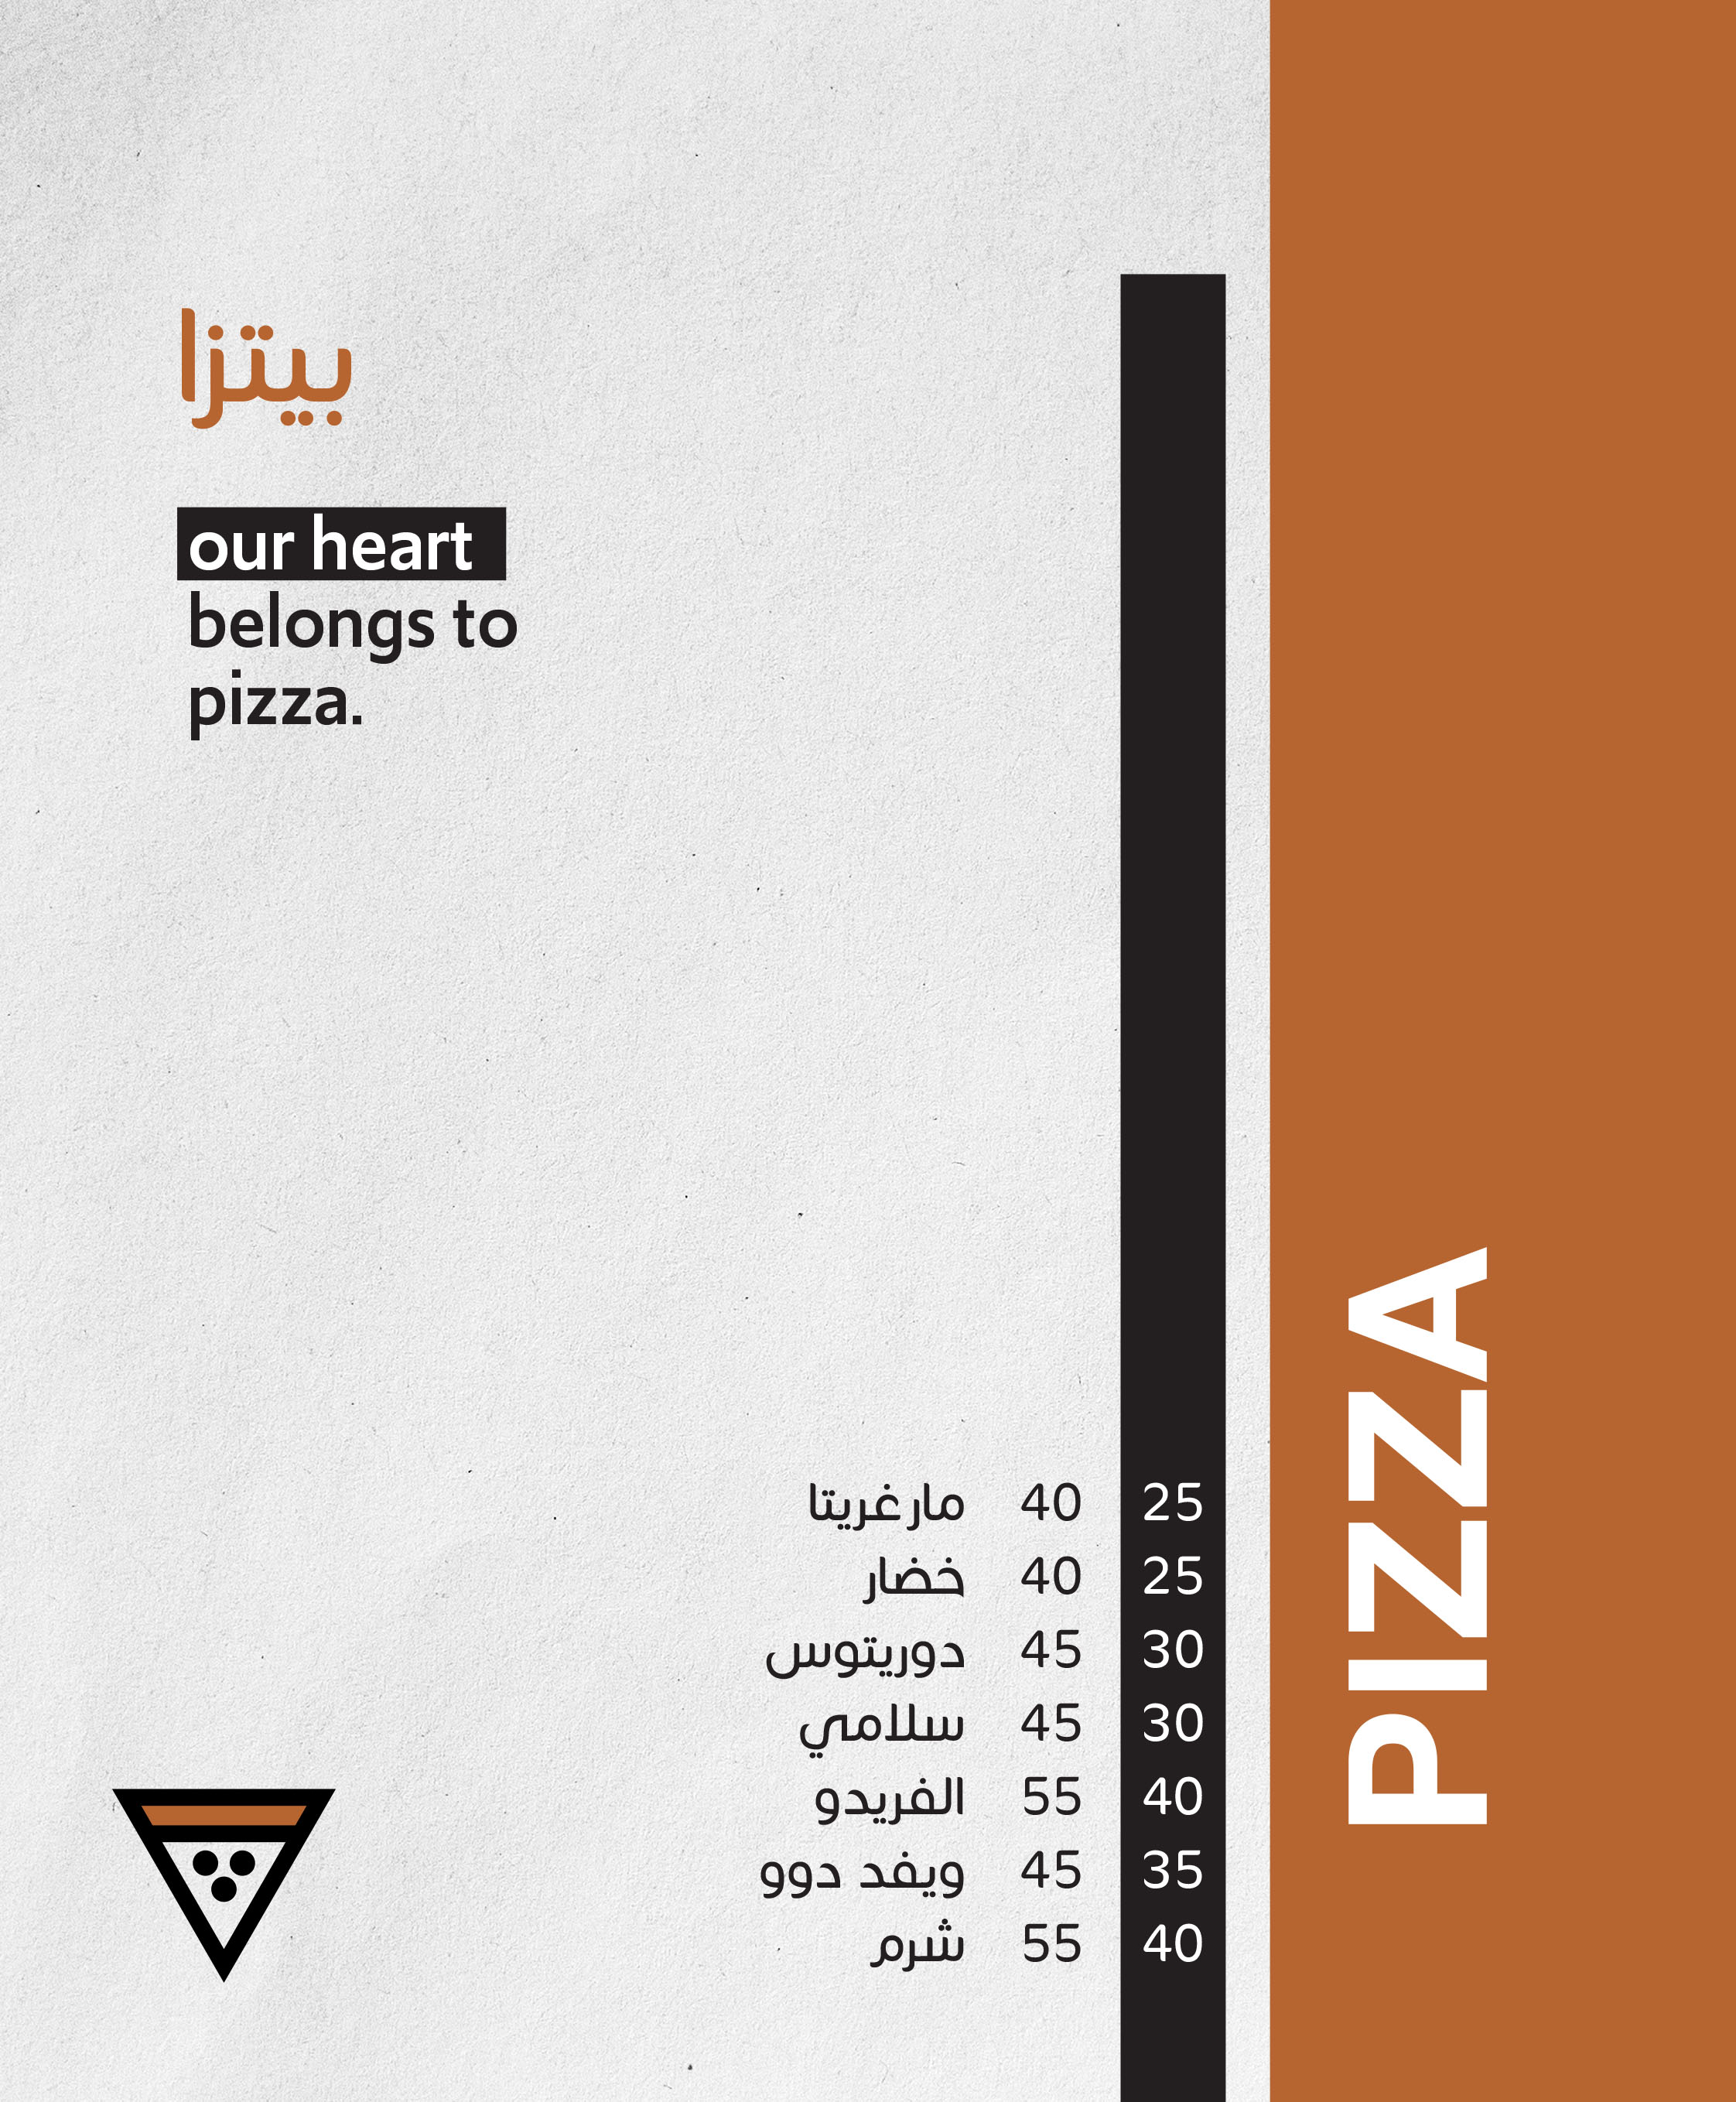 بيتزا
our heart
belongs to
pizza.
مارغريتا 40 25
خضار 40 25
دوريتوس 45 30
سلامي 45 30
الفريدو 55 40
ويفد دوو 45 35
شرم 55 40
PIZZA